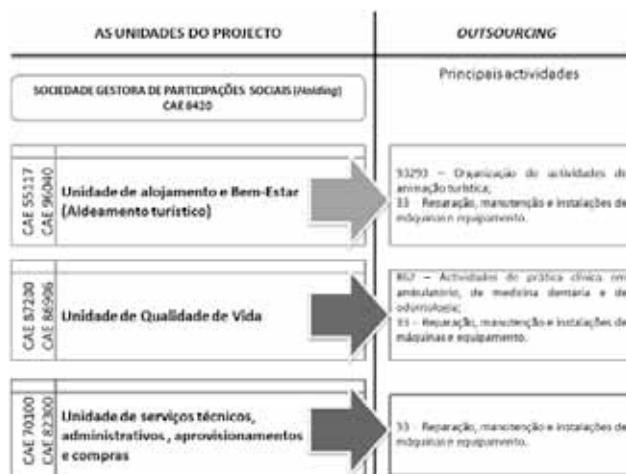 AS UNIDADES DO PROJECTO
OUTSOURCING
Principais actividades
SOCIEDADE GESTORA DE PARTICIPAÇÕES SOCIAIS (Holding)
CAE 6420
CAE 55117
CAE 96040
Unidade de alojamento e Bem-Estar
(Aldeamento turístico)
93293 – Organização de actividades de
animação turística;
33 - Reparação, manutenção e instalações de
máquinas e equipamento.
CAE 87230
CAE 86906
Unidade de Qualidade de Vida
862 – Actividades de prática clínica em
ambulatório, de medicina dentária e de
odontologia;
33 - Reparação, manutenção e instalações de
máquinas e equipamento.
CAE 70100
CAE 82300
Unidade de serviços técnicos,
administrativos , aprovisionamentos
e compras
33 - Reparação, manutenção e instalações de
máquinas e equipamento.